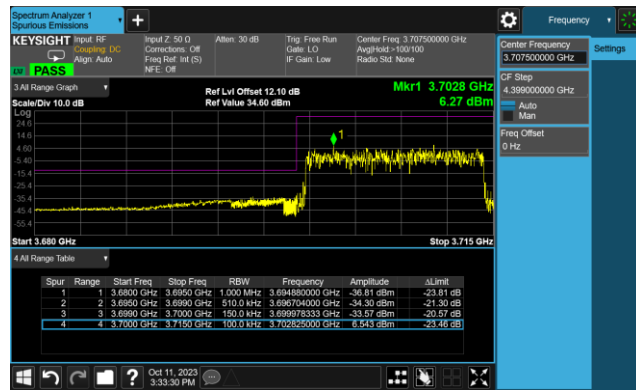 Spectrum Analyzer 1
Spurious Emissions
Frequency
KEYSIGHT
Input: RF
Coupling: DC
Align: Auto
Input Z: 50 Ω
Corrections: Off
Freq Ref: Int (S)
NFE: Off
Atten: 30 dB
Trig: Free Run
Gate: LO
IF Gain: Low
Center Freq: 3.707500000 GHz
Avg|Hold:>100/100
Radio Std: None
PASS
3 All Range Graph
Scale/Div 10.0 dB
Ref Lvl Offset 12.10 dB
Ref Value 34.60 dBm
Mkr1 3.7028 GHz
6.27 dBm
Log
24.6
14.6
4.60
-5.40
-15.4
-25.4
-35.4
-45.4
-55.4
1
Start 3.680 GHz
Stop 3.715 GHz
4 All Range Table
Spur Range Start Freq Stop Freq RBW Frequency Amplitude ΔLimit
1 1 3.6800 GHz 3.6950 GHz 1.000 MHz 3.694880000 GHz -36.81 dBm -23.81 dB
2 2 3.6950 GHz 3.6990 GHz 510.0 kHz 3.696704000 GHz -34.30 dBm -21.30 dB
3 3 3.6990 GHz 3.7000 GHz 150.0 kHz 3.699978333 GHz -33.57 dBm -20.57 dB
4 4 3.7000 GHz 3.7150 GHz 100.0 kHz 3.702825000 GHz 6.543 dBm -23.46 dB
Oct 11, 2023
3:33:30 PM
Center Frequency
3.707500000 GHz
Settings
CF Step
4.399000000 GHz
Auto
Man
Freq Offset
0 Hz